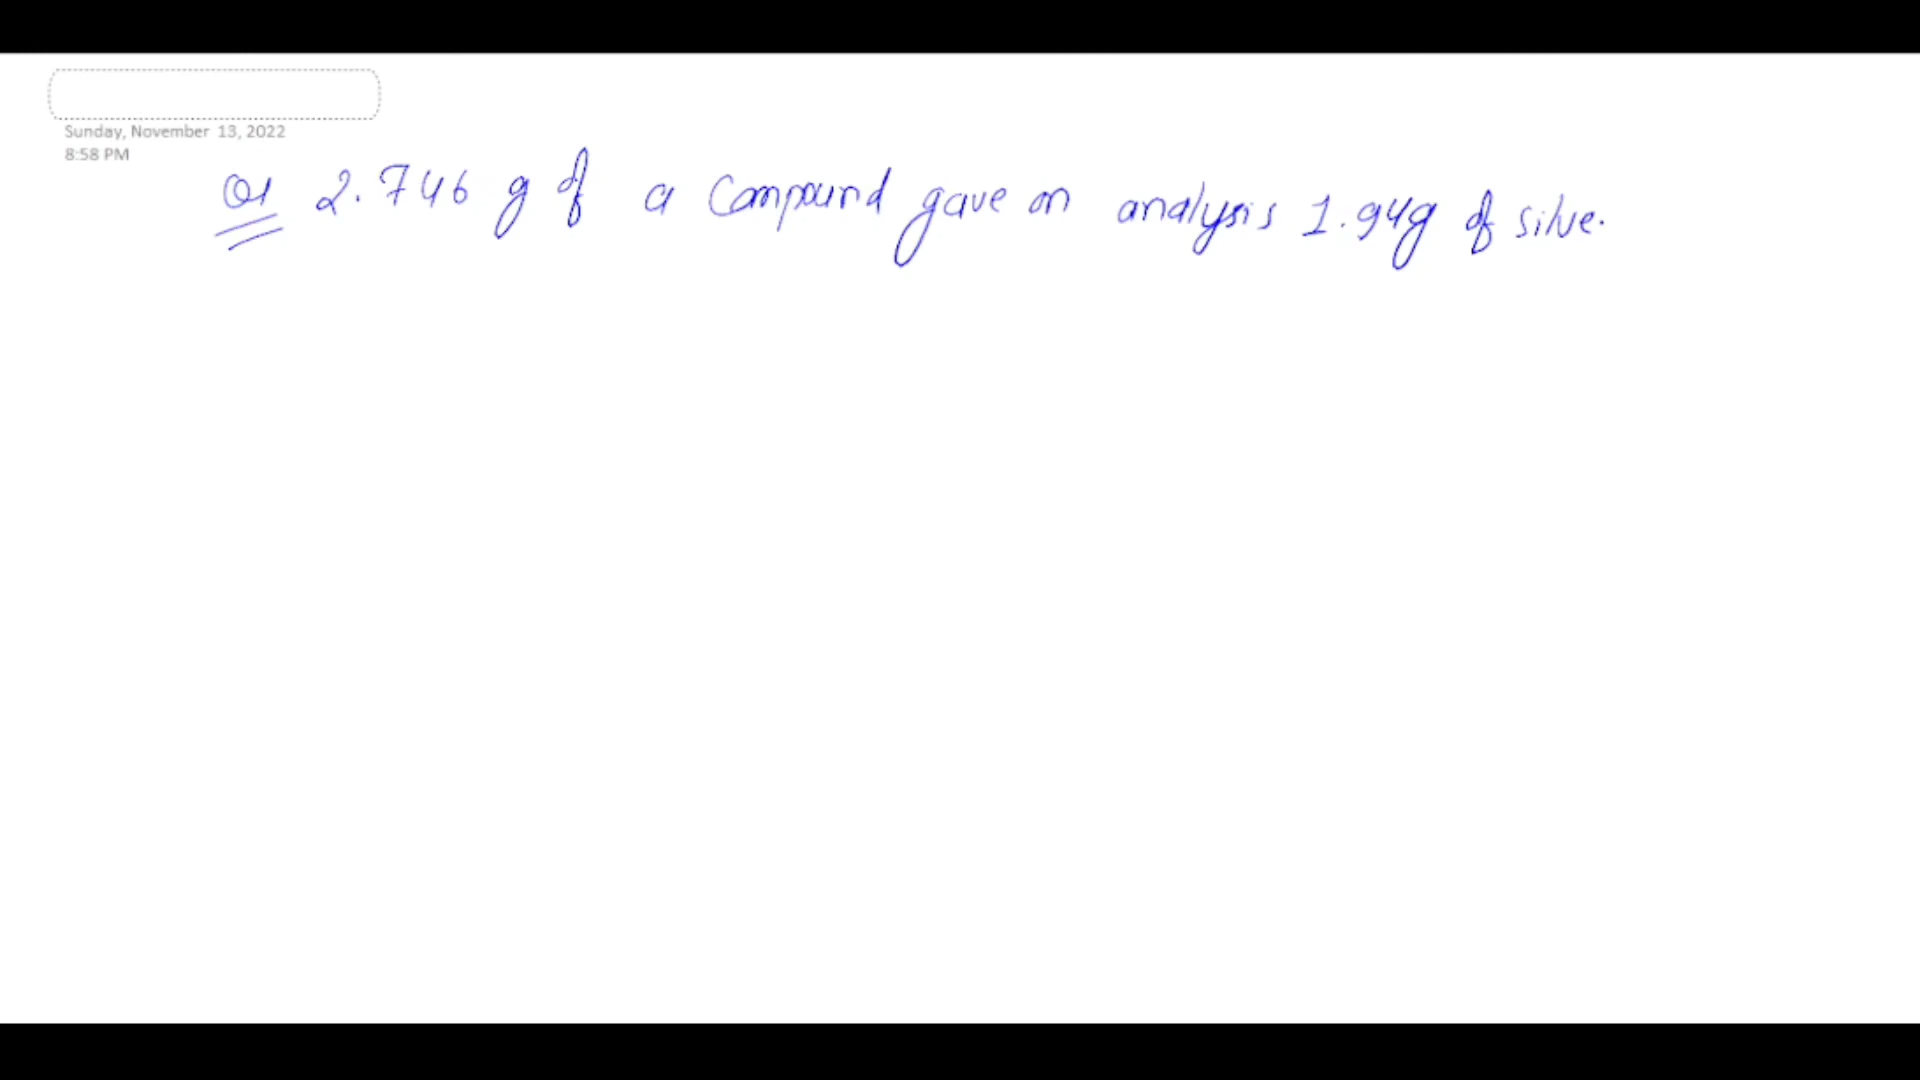 Sunday, November 13, 2022
8:58 PM
Q1 2.746 g of a Compound gave on analysis 1.94g of silve.